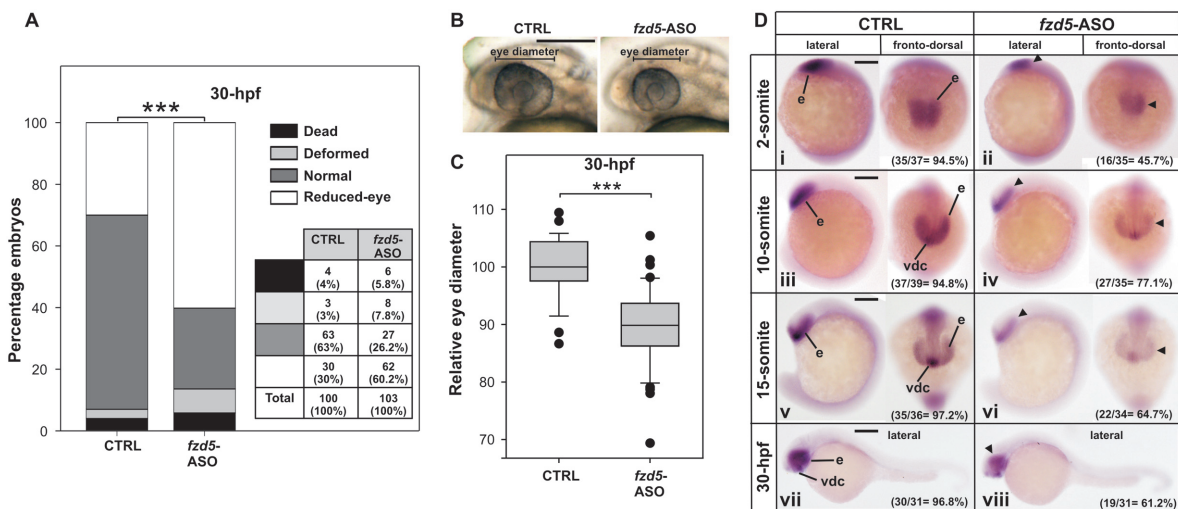 A
30-hpf
***
100
80
60
40
20
0
Percentage embryos
CTRL
fzd5-
ASO
Dead
Deformed
Normal
Reduced-eye
CTRL fzd5-
ASO
4 6
(4%) (5.8%)
3 8
(3%) (7.8%)
63 27
(63%) (26.2%)
30 62
(30%) (60.2%)
Total 100 103
(100%) (100%)
B
CTRL fzd5-ASO
eye diameter eye diameter
C
30-hpf
***
110
100
90
80
70
Relative eye diameter
CTRL
fzd5-
ASO
D
CTRL fzd5-ASO
lateral fronto-dorsal lateral fronto-dorsal
2-somite
e e
i ii
(35/37= 94.5%) (16/35= 45.7%)
10-somite
e e
vdc
iii iv
(37/39= 94.8%) (27/35= 77.1%)
15-somite
e e
vdc
v vi
(35/36= 97.2%) (22/34= 64.7%)
30-hpf
lateral lateral
e
vdc
vii viii
(30/31= 96.8%) (19/31= 61.2%)